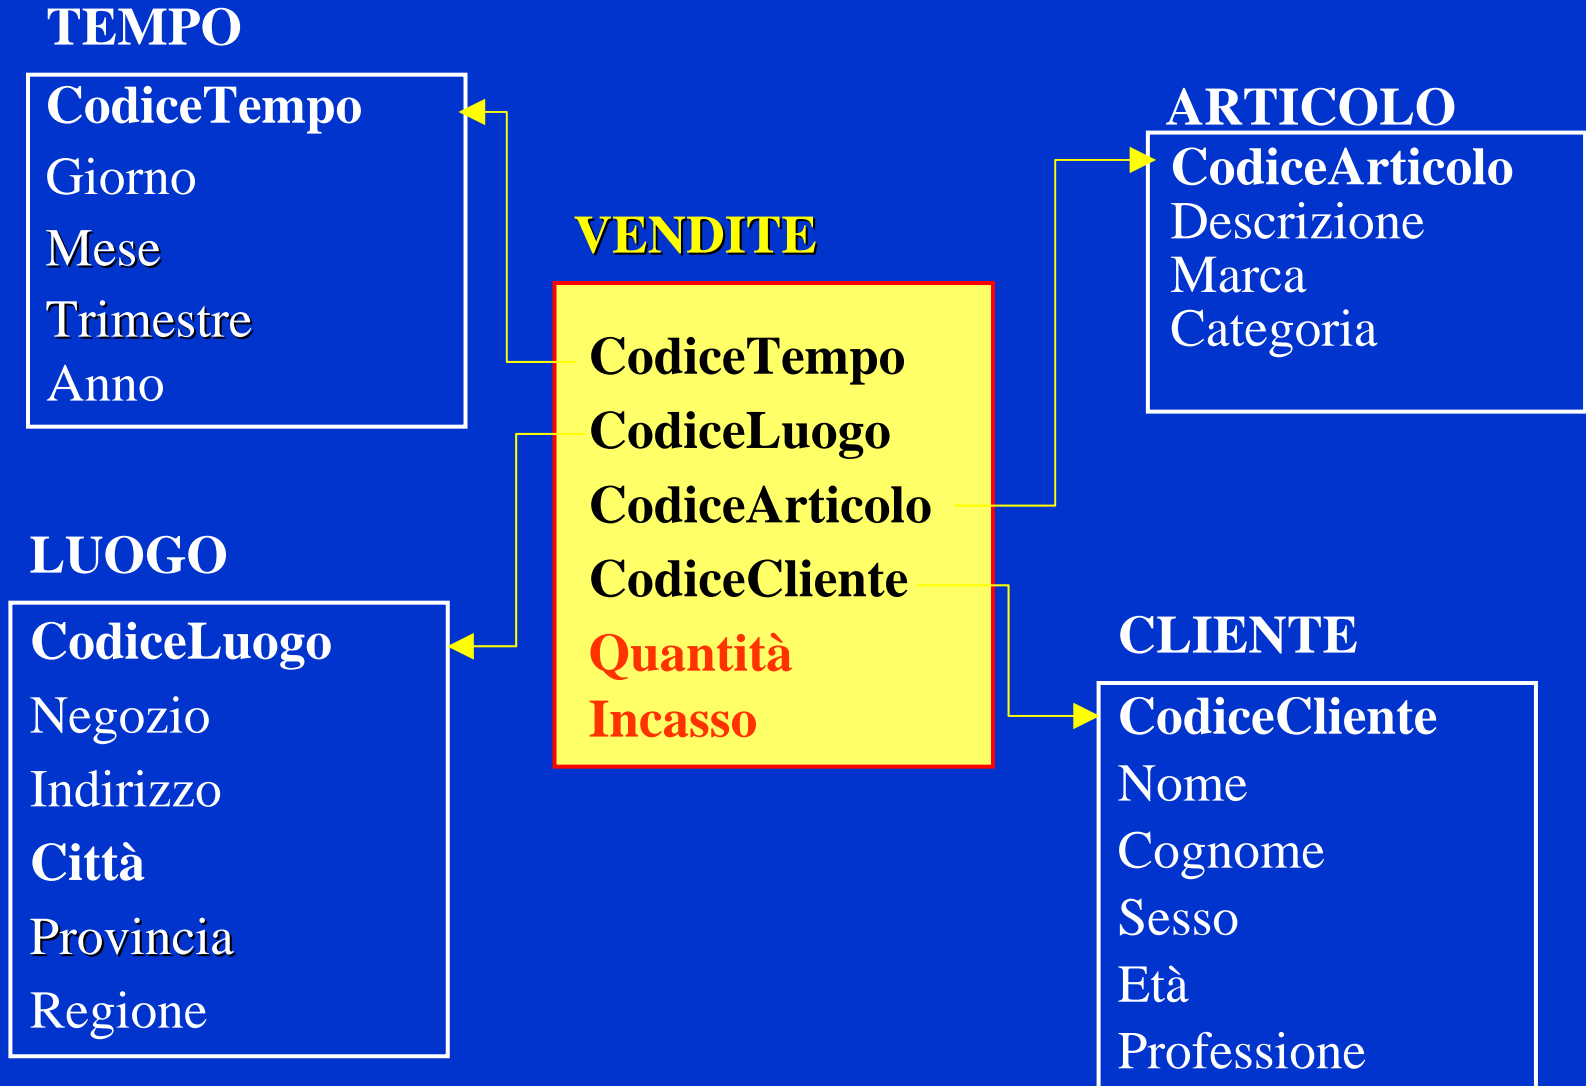 TEMPO
CodiceTempo
Giorno
Mese
Trimestre
Anno
LUOGO
CodiceLuogo
Negozio
Indirizzo
Città
Provincia
Regione
VENDITE
CodiceTempo
CodiceLuogo
CodiceArticolo
CodiceCliente
Quantità
Incasso
ARTICOLO
CodiceArticolo
Descrizione
Marca
Categoria
CLIENTE
CodiceCliente
Nome
Cognome
Sesso
Età
Professione